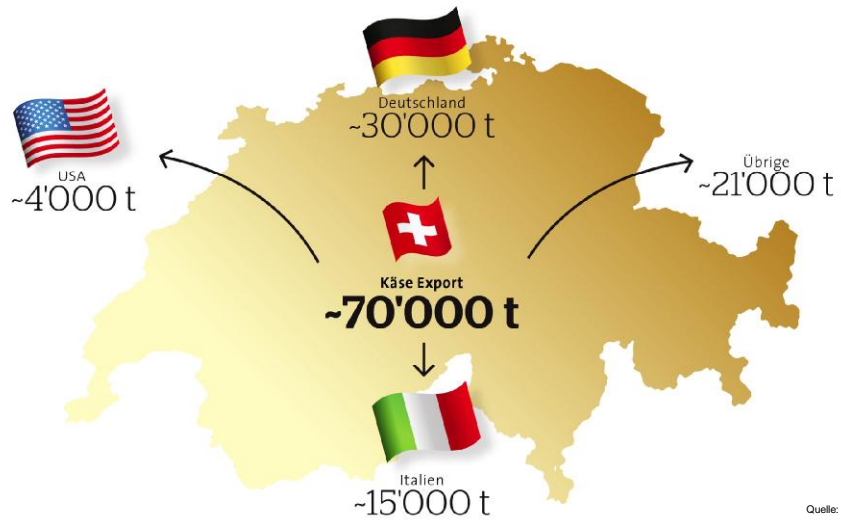 Deutschland
~30'000 t
USA
~4'000 t
Übrige
~21'000 t
Käse Export
~70'000 t
Italien
~15'000 t
Quelle: